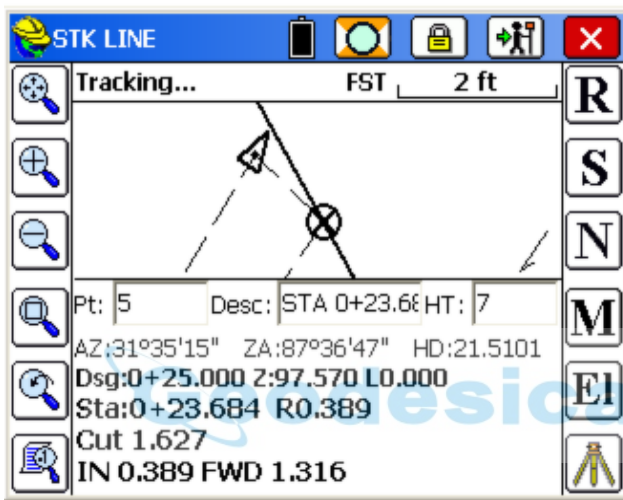 STK LINE
Tracking... FST 2 ft
R
S
N
Pt: 5 Desc: STA 0+23.68 HT: 7
M
AZ:31°35'15" ZA:87°36'47" HD:21.5101
Dsg:0+25.000 Z:97.570 L0.000
El
Sta:0+23.684 R0.389
Goodesica
Cut 1.627
IN 0.389 FWD 1.316